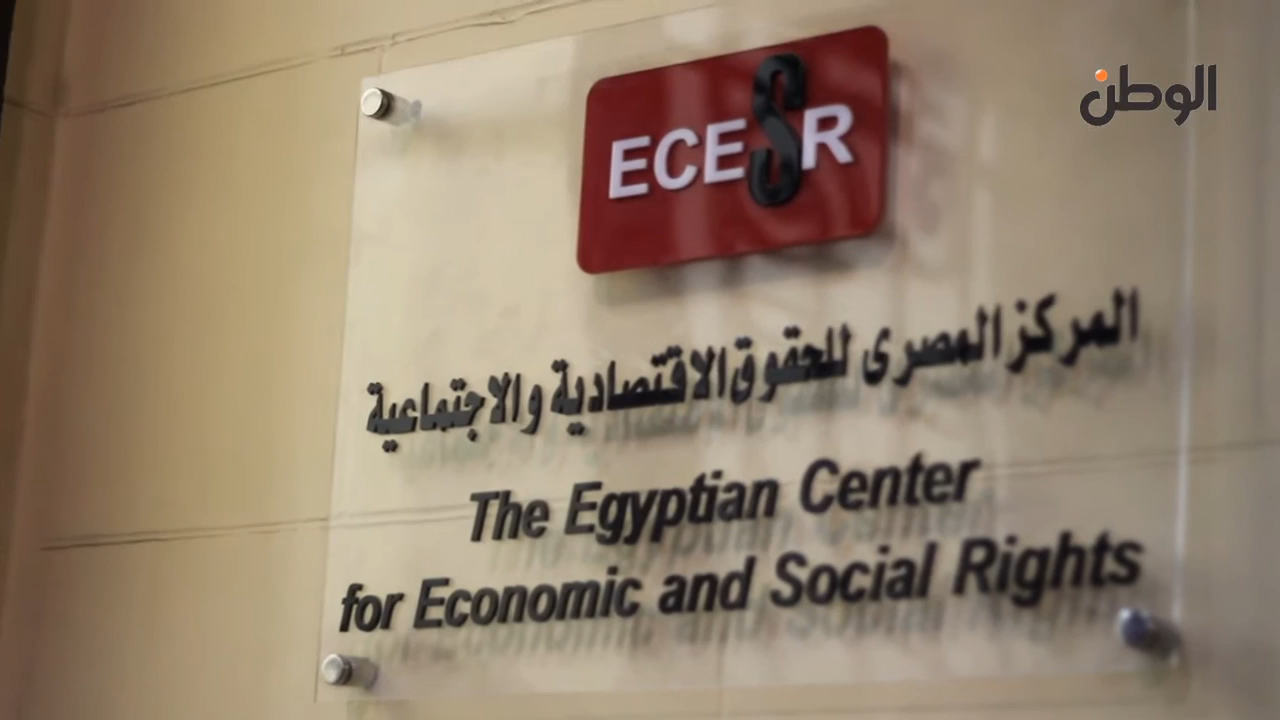 الوطن
ECESR
المركز المصرى للحقوق الاقتصادية والاجتماعية
The Egyptian Center
for Economic and Social Rights